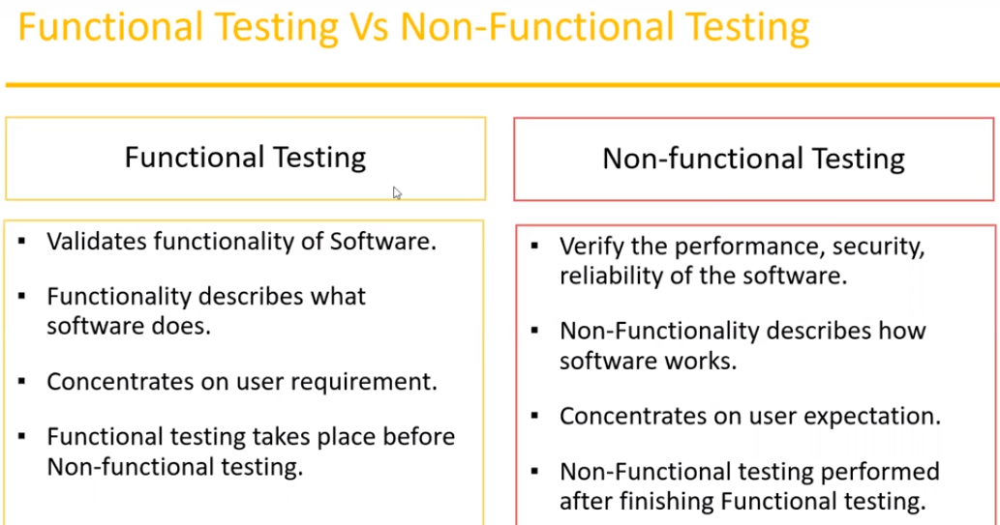 Functional Testing Vs Non-Functional Testing
Functional Testing
▪ Validates functionality of Software.
▪ Functionality describes what
software does.
▪ Concentrates on user requirement.
▪ Functional testing takes place before
Non-functional testing.
Non-functional Testing
▪ Verify the performance, security,
reliability of the software.
▪ Non-Functionality describes how
software works.
▪ Concentrates on user expectation.
▪ Non-Functional testing performed
after finishing Functional testing.